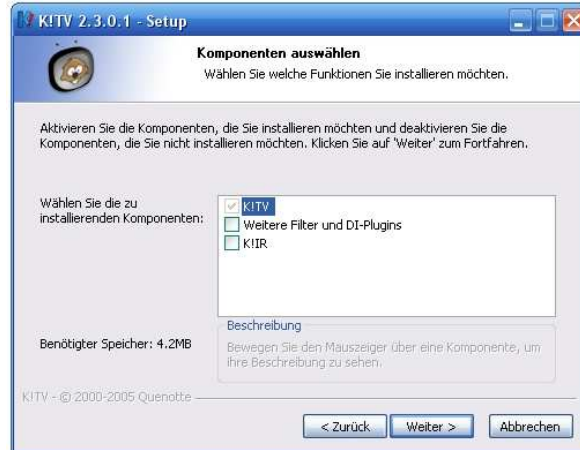 K!TV 2.3.0.1 - Setup
Komponenten auswählen
Wählen Sie welche Funktionen Sie installieren möchten.
Aktivieren Sie die Komponenten, die Sie installieren möchten und deaktivieren Sie die
Komponenten, die Sie nicht installieren möchten. Klicken Sie auf 'Weiter' zum Fortfahren.
Wählen Sie die zu
installierenden Komponenten:
K!TV
Weitere Filter und DI-Plugins
K!IR
Benötigter Speicher: 4.2MB
Beschreibung
Bewegen Sie den Mauszeiger über eine Komponente, um
ihre Beschreibung zu sehen.
K!TV - © 2000-2005 Quenotte
< Zurück
Weiter >
Abbrechen